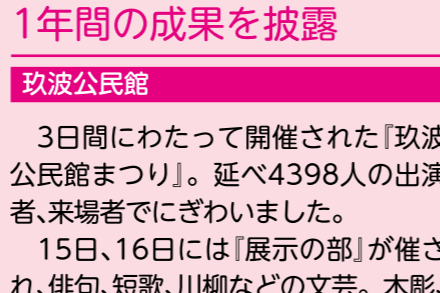 1年間の成果を披露
玖波公民館
3日間にわたって開催された『玖波
公民館まつり』。延べ4398人の出演
者、来場者でにぎわいました。
15日、16日には『展示の部』が催さ
れ、俳句、短歌、川柳などの文芸。木彫、